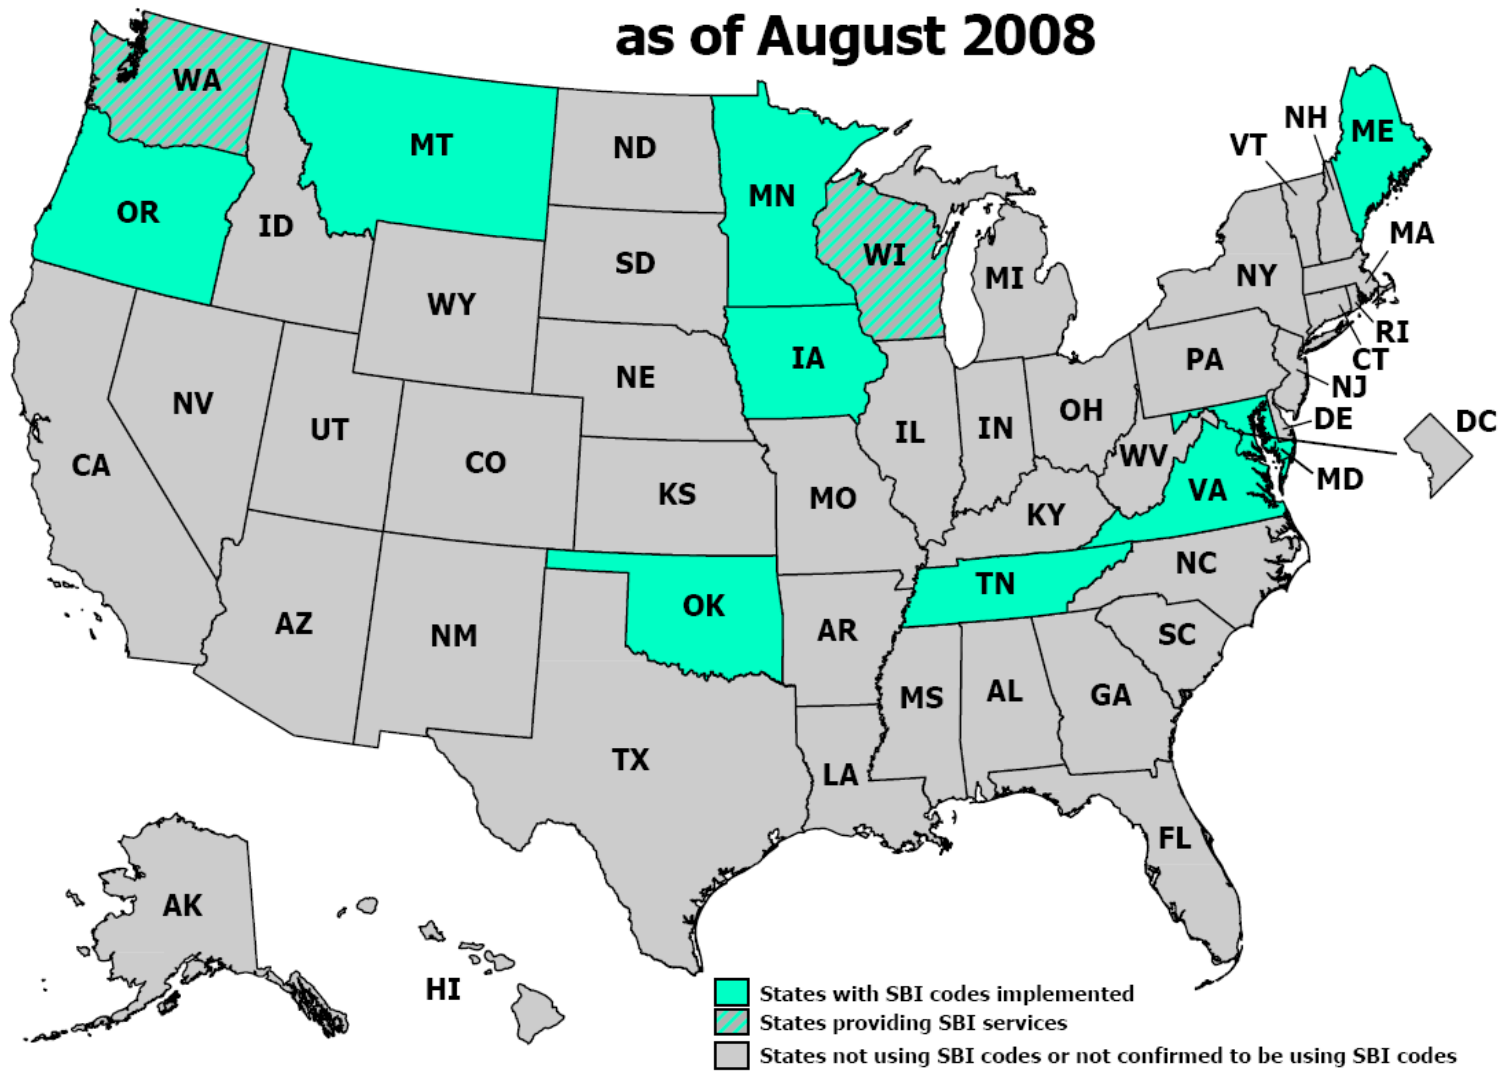 as of August 2008
WA
MT
ND
MN
NH
ME
VT
OR
ID
SD
WI
MI
NY
MA
WY
IA
NE
PA
RI
CT
NJ
NV
UT
CO
IL
IN
OH
DE
DC
CA
KS
MO
WV
MD
VA
KY
OK
TN
NC
AZ
NM
AR
SC
MS
AL
GA
TX
LA
FL
AK
HI
States with SBI codes implemented
States providing SBI services
States not using SBI codes or not confirmed to be using SBI codes